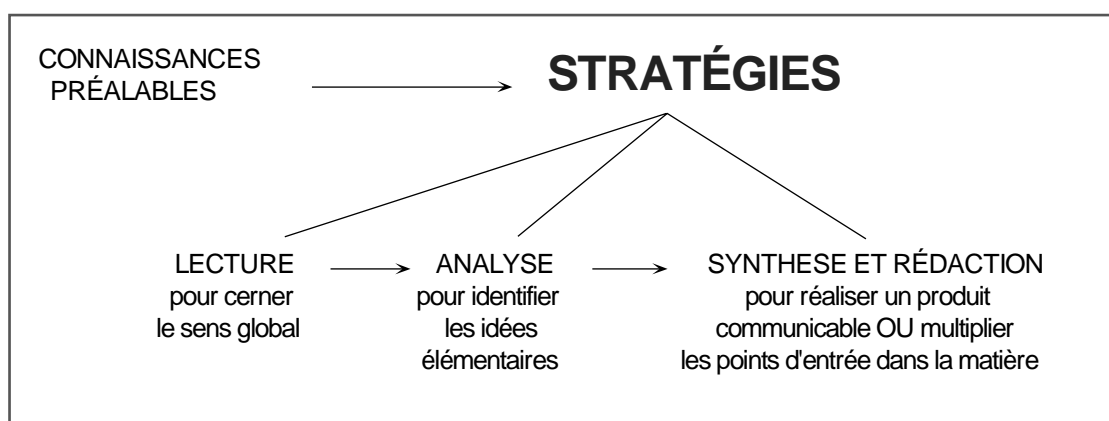 CONNAISSANCES
PRÉALABLES
STRATÉGIES
LECTURE
pour cerner
le sens global
ANALYSE
pour identifier
les idées
élémentaires
SYNTHESE ET RÉDACTION
pour réaliser un produit
communicable OU multiplier
les points d'entrée dans la matière